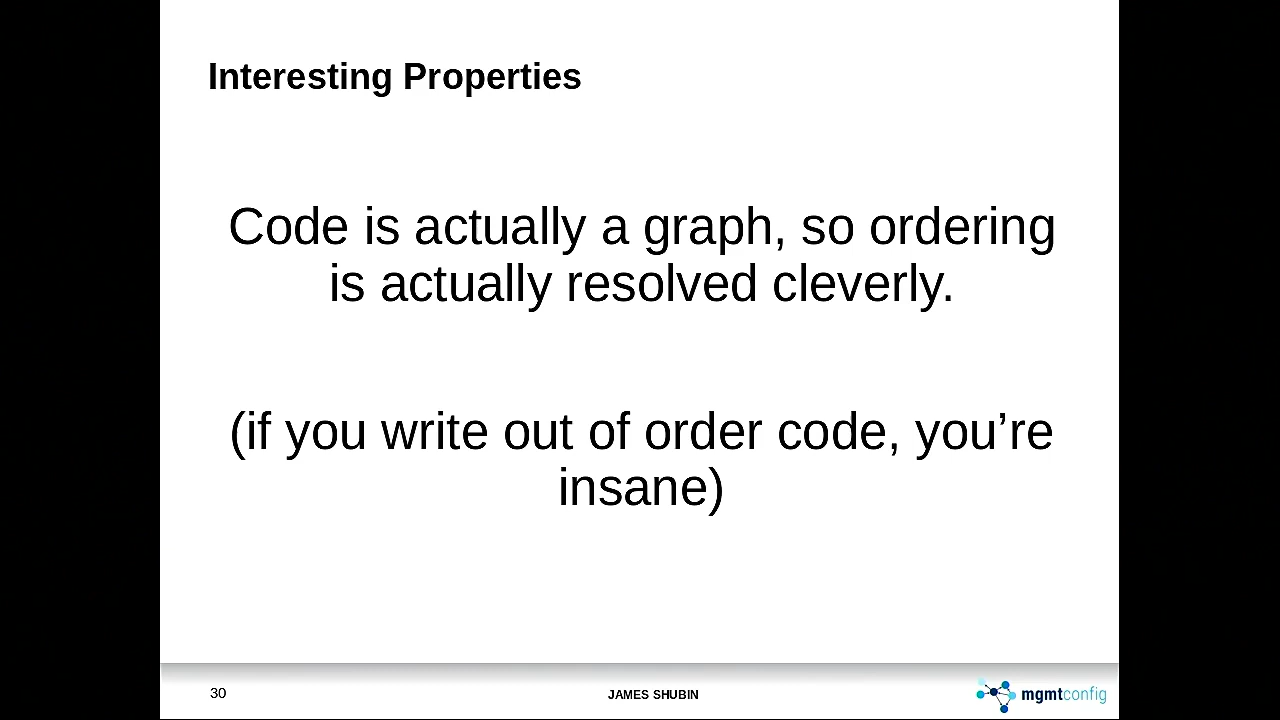 Interesting Properties
Code is actually a graph, so ordering
is actually resolved cleverly.
(if you write out of order code, you’re
insane)
30
JAMES SHUBIN
mgmtconfig